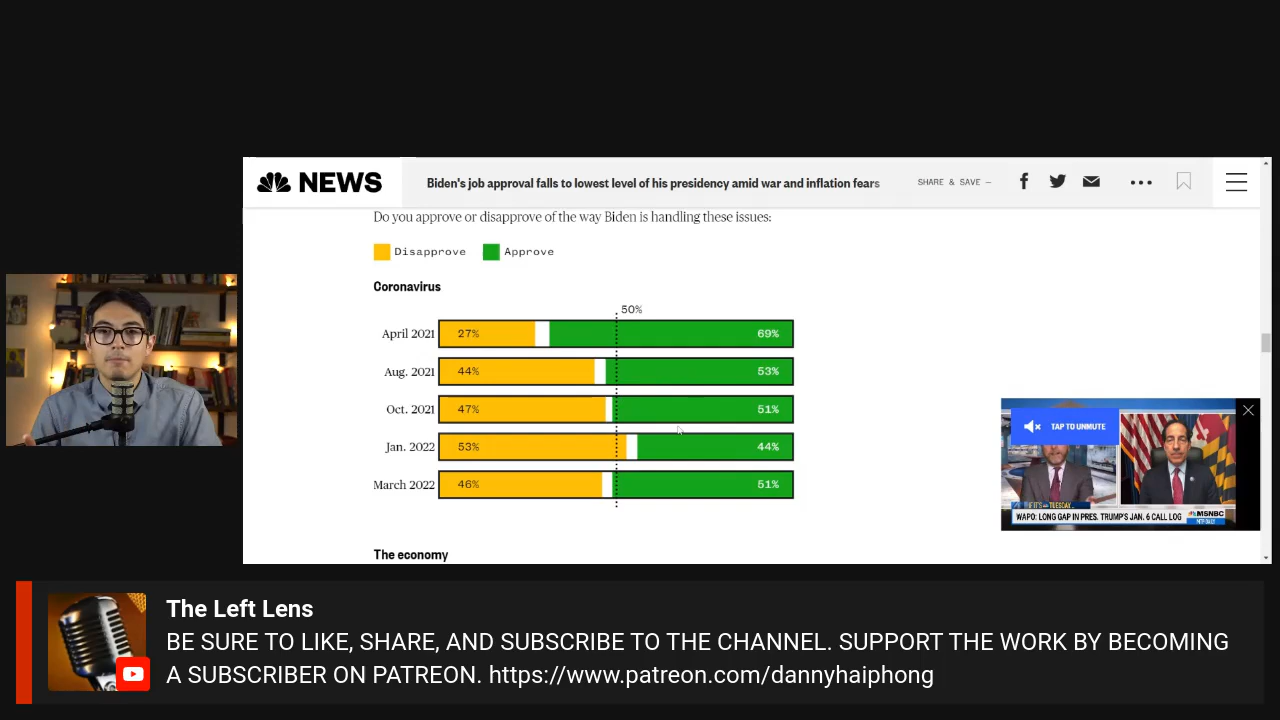 NEWS
Biden's job approval falls to lowest level of his presidency amid war and inflation fears
SHARE & SAVE —
Do you approve or disapprove of the way Biden is handling these issues:
Disapprove Approve
Coronavirus
50%
April 2021 27% 69%
Aug. 2021 44% 53%
Oct. 2021 47% 51%
Jan. 2022 53% 44%
March 2022 46% 51%
The economy
TAP TO UNMUTE
IF IT'S TUESDAY...
WAPO: LONG GAP IN PRES. TRUMP'S JAN. 6 CALL LOG
MSNBC
MTP DAILY
The Left Lens
BE SURE TO LIKE, SHARE, AND SUBSCRIBE TO THE CHANNEL. SUPPORT THE WORK BY BECOMING
A SUBSCRIBER ON PATREON. https://www.patreon.com/dannyhaiphong